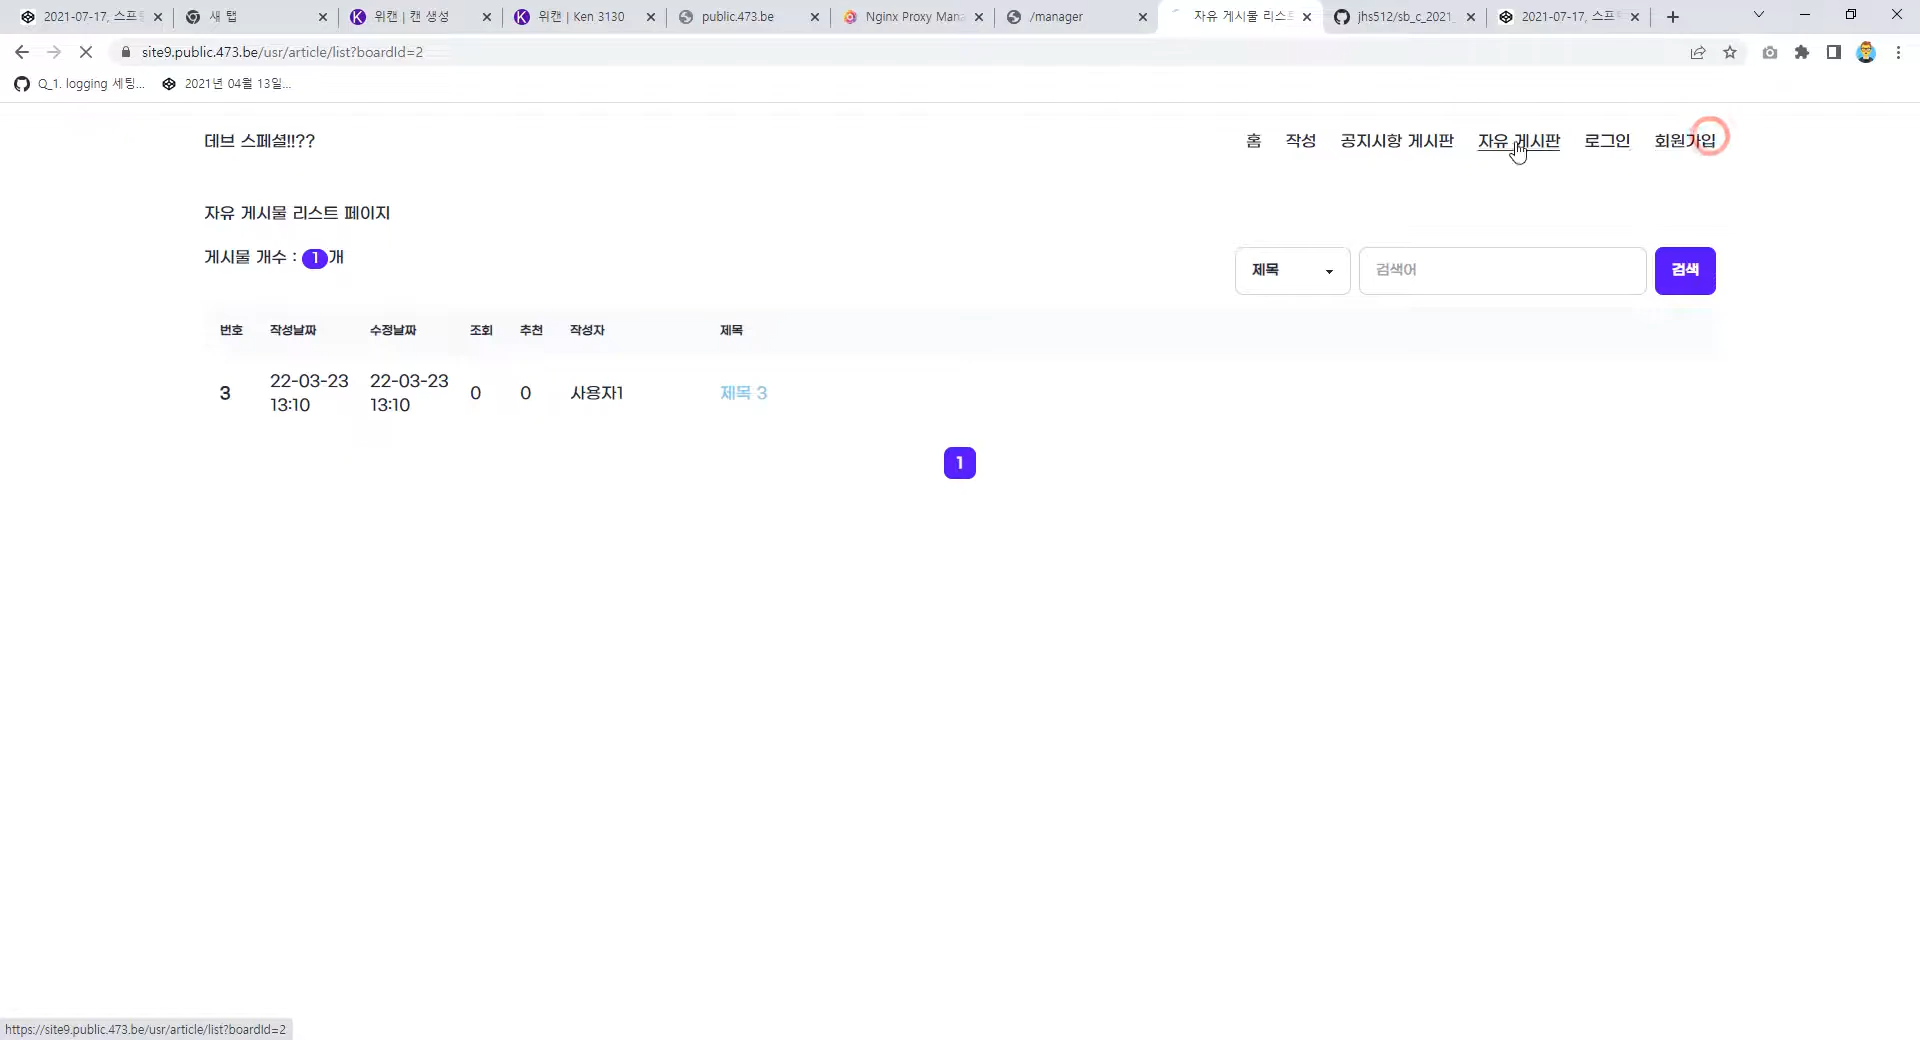 2021-07-17, 스프링
새 탭
위캔 | 캔 생성
위캔 | Ken 3130
public.473.be
Nginx Proxy Mana
/manager
자유 게시물 리스트
jhs512/sb_c_2021_
2021-07-17, 스프링
site9.public.473.be/usr/article/list?boardId=2
Q_1. logging 세팅...
2021년 04월 13일...
데브 스페셜!!??
홈 작성 공지시항 게시판 자유 게시판 로그인 회원가입
자유 게시물 리스트 페이지
게시물 개수 : 1개
제목
검색어
검색
번호 작성날짜 수정날짜 조회 추천 작성자 제목
3 22-03-23 13:10 22-03-23 13:10 0 0 사용자1 제목 3
1
https://site9.public.473.be/usr/article/list?boardId=2